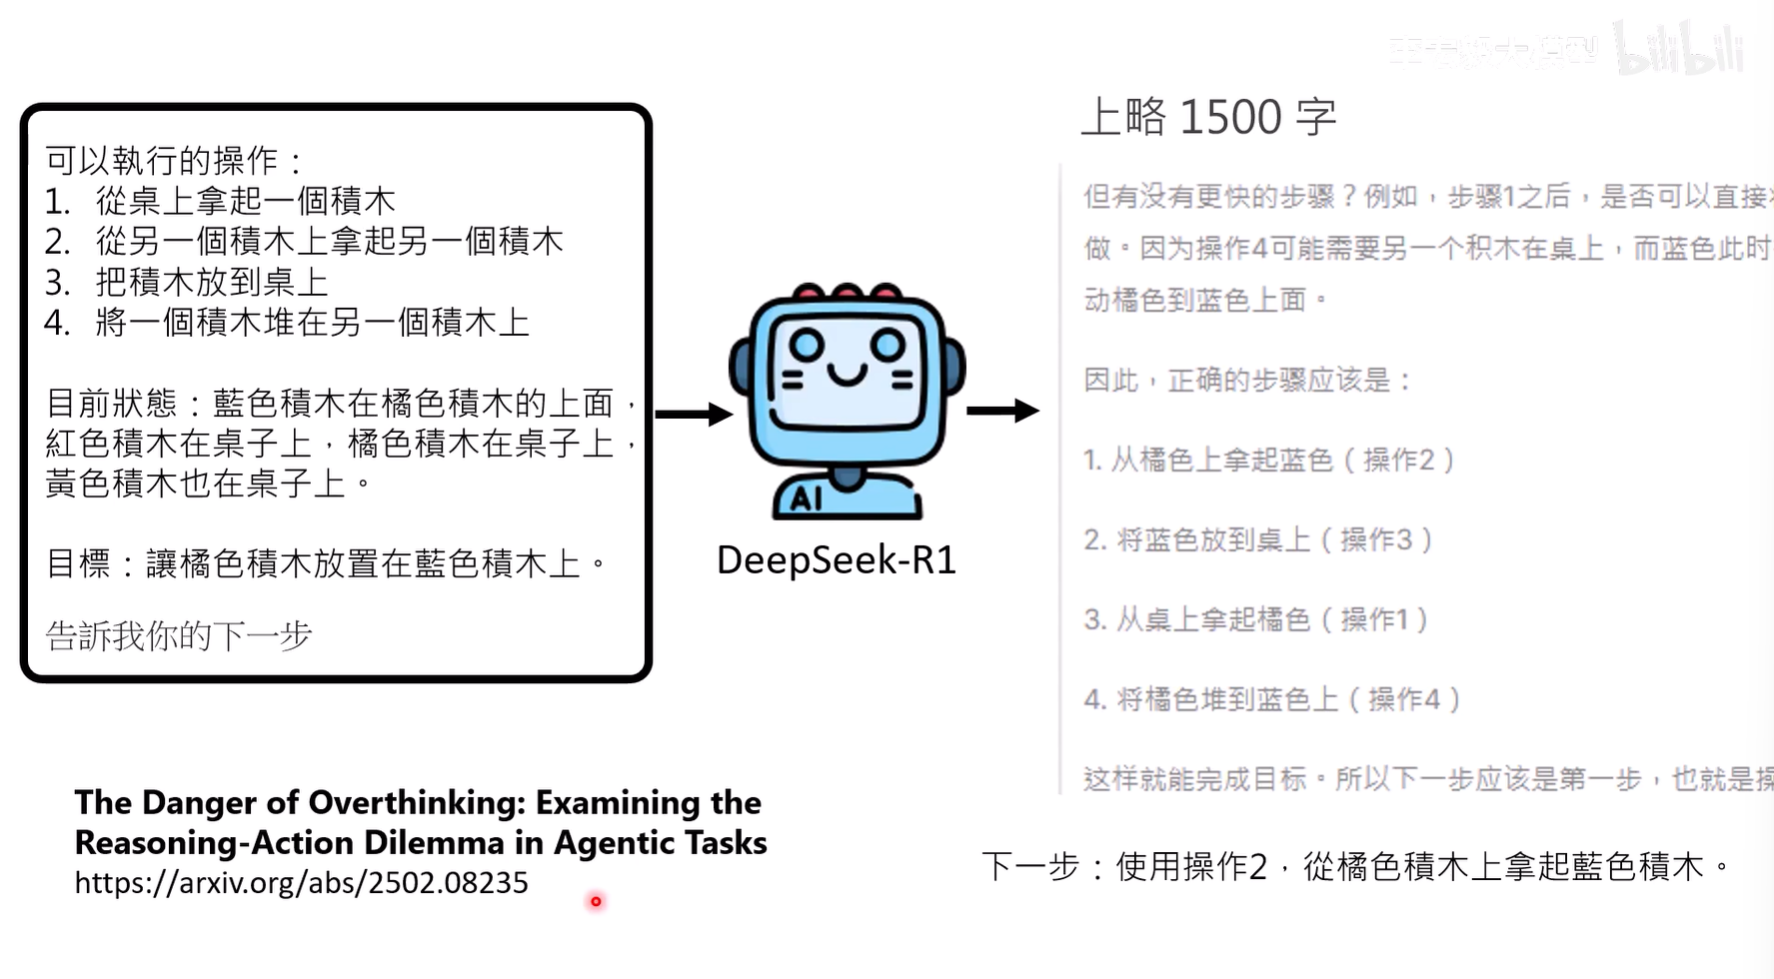 bilibili
上略 1500 字
可以執行的操作：
1. 從桌上拿起一個積木
2. 從另一個積木上拿起另一個積木
3. 把積木放到桌上
4. 將一個積木堆在另一個積木上
目前狀態：藍色積木在橘色積木的上面，
紅色積木在桌子上，橘色積木在桌子上，
黃色積木也在桌子上。
目標：讓橘色積木放置在藍色積木上。
告訴我你的下一步
AI
DeepSeek-R1
但有没有更快的步骤？例如，步骤1之后，是否可以直接
做。因为操作4可能需要另一个积木在桌上，而蓝色此时
动橘色到蓝色上面。
因此，正确的步骤应该是：
1. 从橘色上拿起蓝色（操作2）
2. 将蓝色放到桌上（操作3）
3. 从桌上拿起橘色（操作1）
4. 将橘色堆到蓝色上（操作4）
这样就能完成目标。所以下一步应该是第一步，也就是操
下一步：使用操作2，從橘色積木上拿起藍色積木。
The Danger of Overthinking: Examining the
Reasoning-Action Dilemma in Agentic Tasks
https://arxiv.org/abs/2502.08235